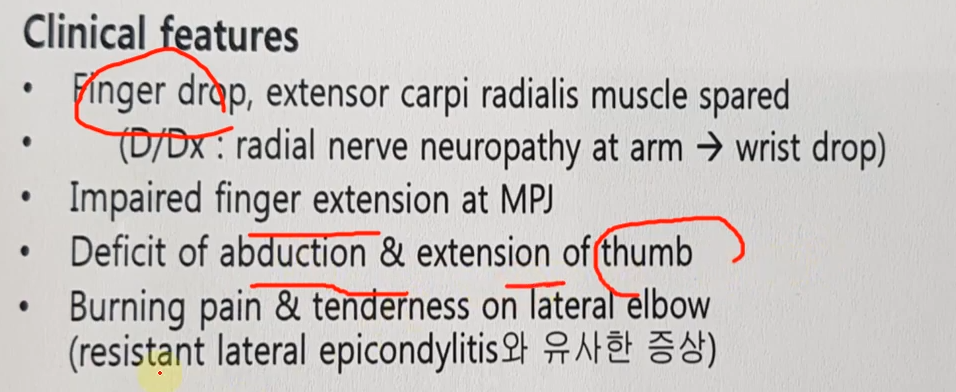 Clinical features
• Finger drop, extensor carpi radialis muscle spared
• (D/Dx : radial nerve neuropathy at arm → wrist drop)
• Impaired finger extension at MPJ
• Deficit of abduction & extension of thumb
• Burning pain & tenderness on lateral elbow
(resistant lateral epicondylitis와 유사한 증상)